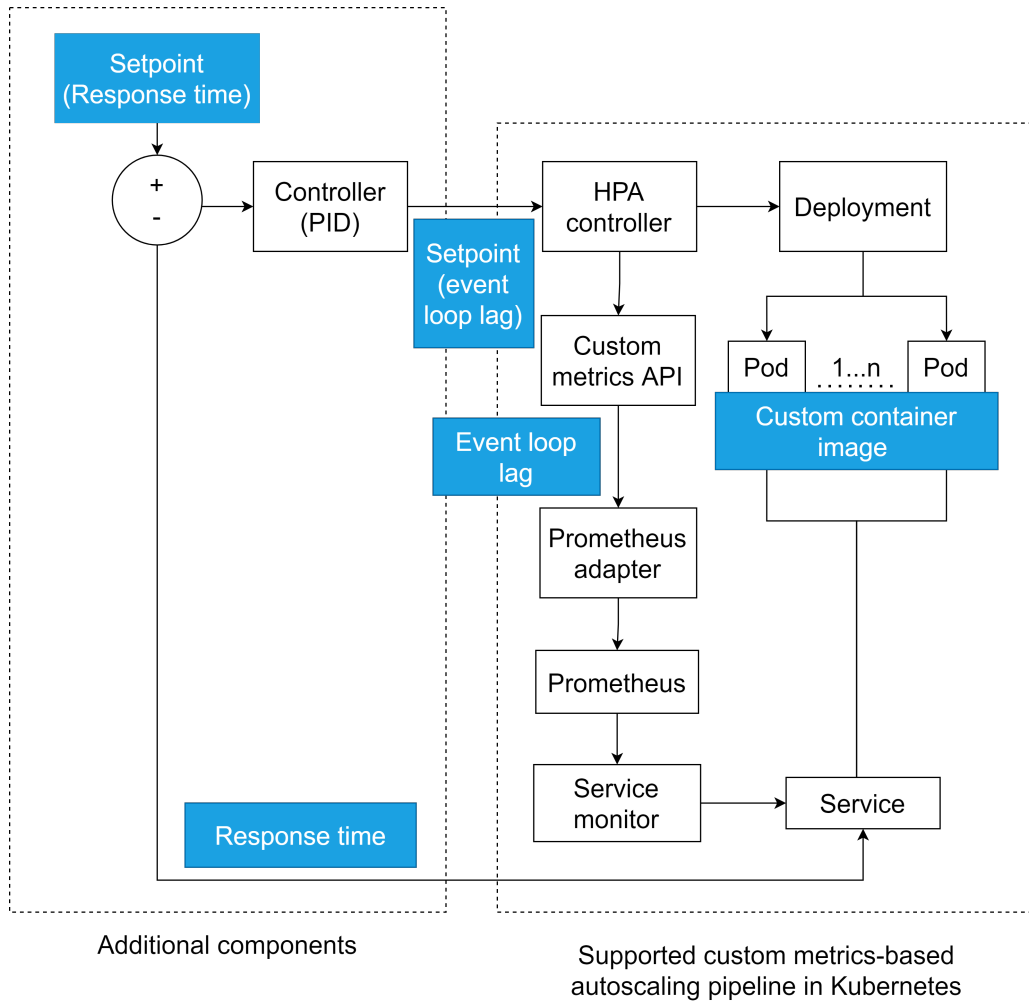 Setpoint
(Response time)
+
-
Controller
(PID)
HPA
controller
Deployment
Setpoint
(event
loop lag)
Custom
metrics API
Pod
1...n
Pod
Custom container
image
Event loop
lag
Prometheus
adapter
Prometheus
Service
monitor
Service
Response time
Additional components
Supported custom metrics-based
autoscaling pipeline in Kubernetes